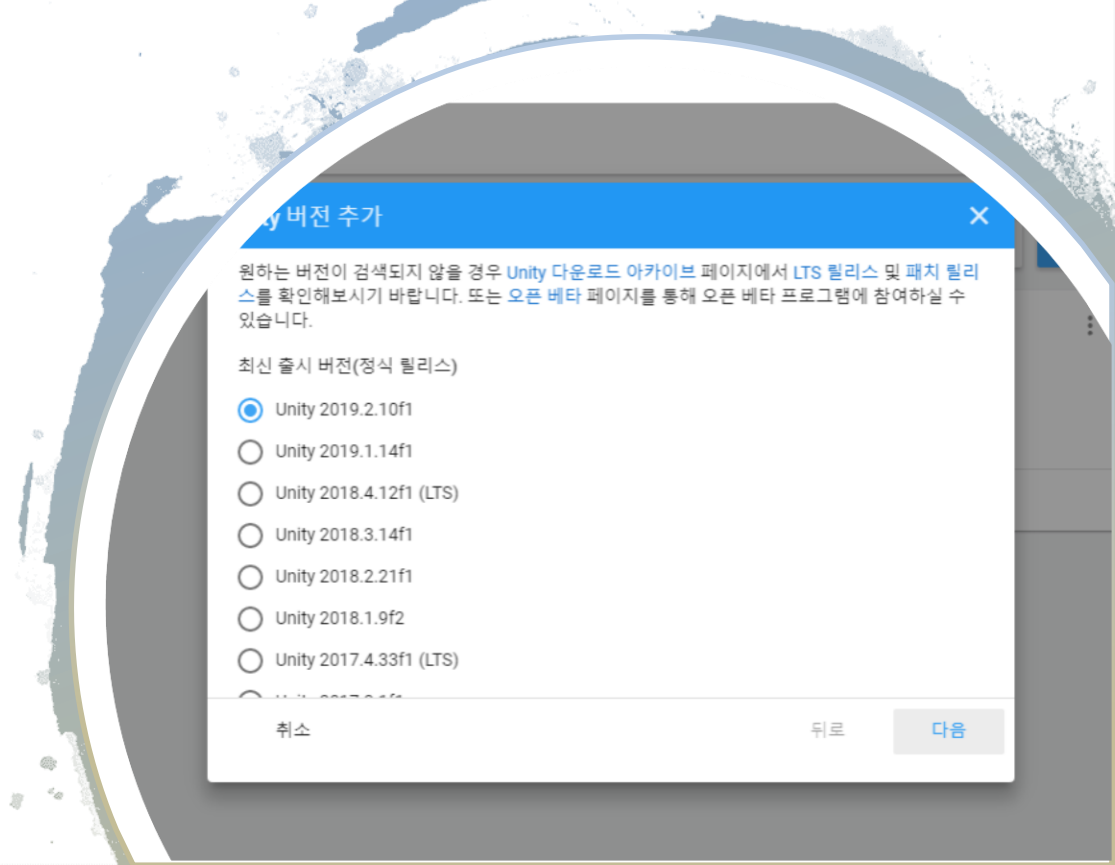 버전 추가
원하는 버전이 검색되지 않을 경우 Unity 다운로드 아카이브 페이지에서 LTS 릴리스 및 패치 릴리
스를 확인해보시기 바랍니다. 또는 오픈 베타 페이지를 통해 오픈 베타 프로그램에 참여하실 수
있습니다.
최신 출시 버전(정식 릴리스)
Unity 2019.2.10f1
Unity 2019.1.14f1
Unity 2018.4.12f1 (LTS)
Unity 2018.3.14f1
Unity 2018.2.21f1
Unity 2018.1.9f2
Unity 2017.4.33f1 (LTS)
취소 뒤로 다음